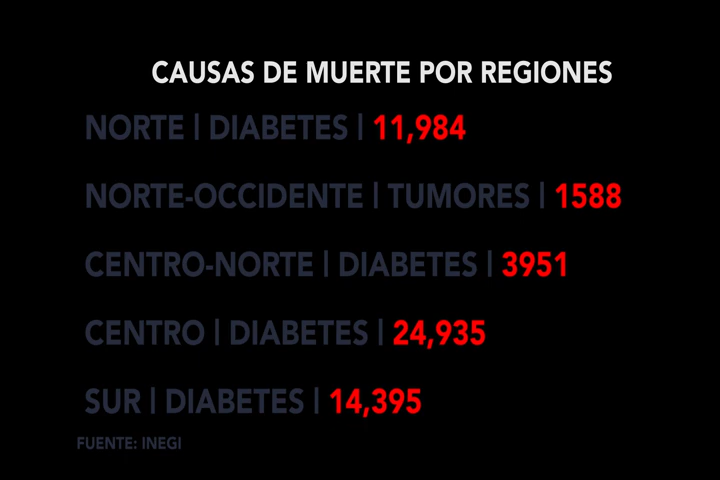 CAUSAS DE MUERTE POR REGIONES
NORTE | DIABETES | 11,984
NORTE-OCCIDENTE | TUMORES | 1588
CENTRO-NORTE | DIABETES | 3951
CENTRO | DIABETES | 24,935
SUR | DIABETES | 14,395
FUENTE: INEGI